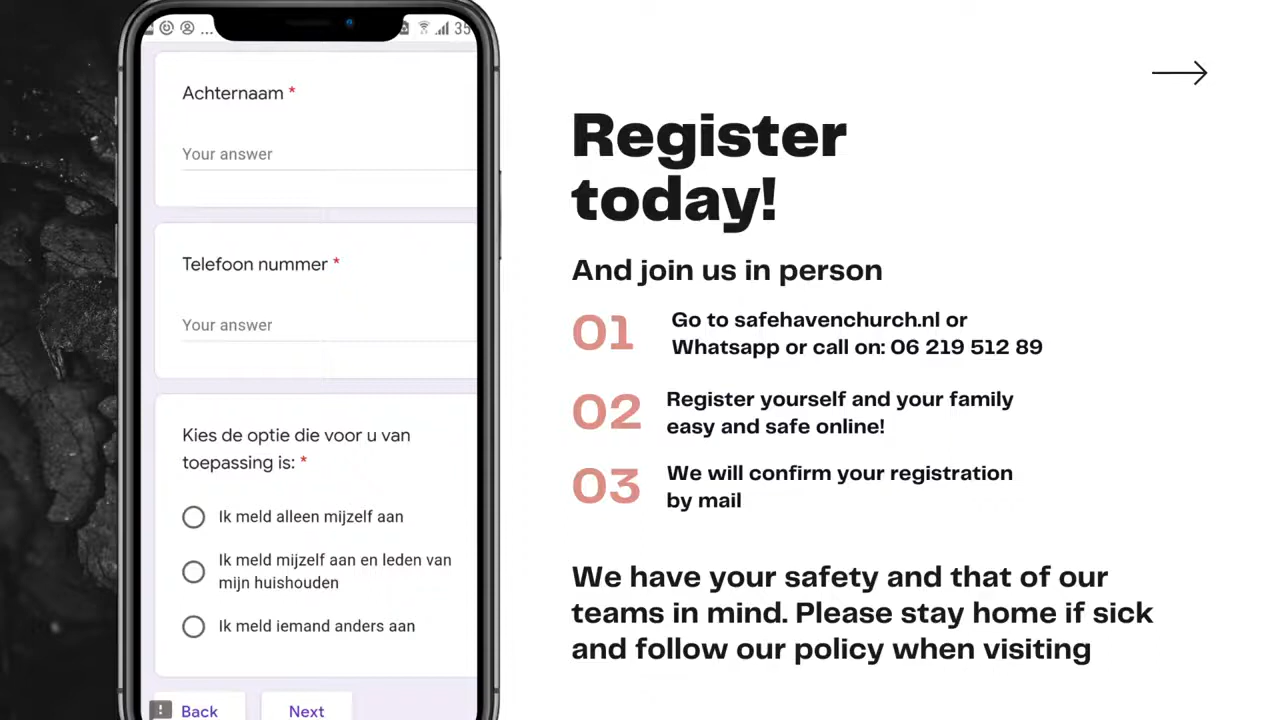 ... 35
Achternaam *
Your answer
Telefoon nummer *
Your answer
Kies de optie die voor u van
toepassing is: *
Ik meld alleen mijzelf aan
Ik meld mijzelf aan en leden van
mijn huishouden
Ik meld iemand anders aan
! Back Next
Register
today!
And join us in person
01 Go to safehavenchurch.nl or
Whatsapp or call on: 06 219 512 89
02 Register yourself and your family
easy and safe online!
03 We will confirm your registration
by mail
We have your safety and that of our
teams in mind. Please stay home if sick
and follow our policy when visiting